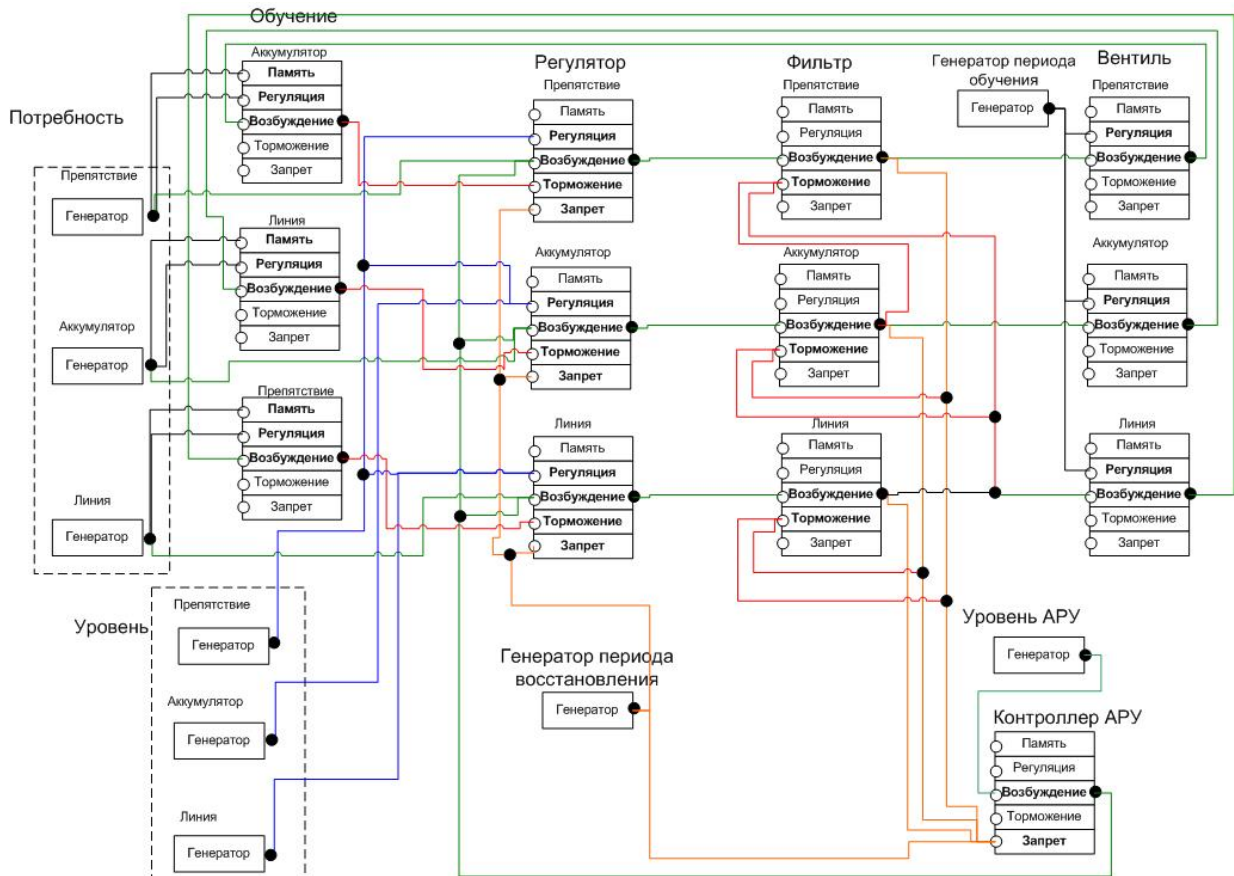 Обучение
Аккумулятор
Память
Регуляция
Возбуждение
Торможение
Запрет
Линия
Память
Регуляция
Возбуждение
Торможение
Запрет
Препятствие
Память
Регуляция
Возбуждение
Торможение
Запрет
Потребность
Препятствие
Генератор
Аккумулятор
Генератор
Линия
Генератор
Уровень
Препятствие
Генератор
Аккумулятор
Генератор
Линия
Генератор
Регулятор
Препятствие
Память
Регуляция
Возбуждение
Торможение
Запрет
Аккумулятор
Память
Регуляция
Возбуждение
Торможение
Запрет
Линия
Память
Регуляция
Возбуждение
Торможение
Запрет
Генератор периода
восстановления
Генератор
Фильтр
Препятствие
Память
Регуляция
Возбуждение
Торможение
Запрет
Аккумулятор
Память
Регуляция
Возбуждение
Торможение
Запрет
Линия
Память
Регуляция
Возбуждение
Торможение
Запрет
Генератор периода
обучения
Генератор
Вентиль
Препятствие
Память
Регуляция
Возбуждение
Торможение
Запрет
Аккумулятор
Память
Регуляция
Возбуждение
Торможение
Запрет
Линия
Память
Регуляция
Возбуждение
Торможение
Запрет
Уровень АРУ
Генератор
Контроллер АРУ
Память
Регуляция
Возбуждение
Торможение
Запрет